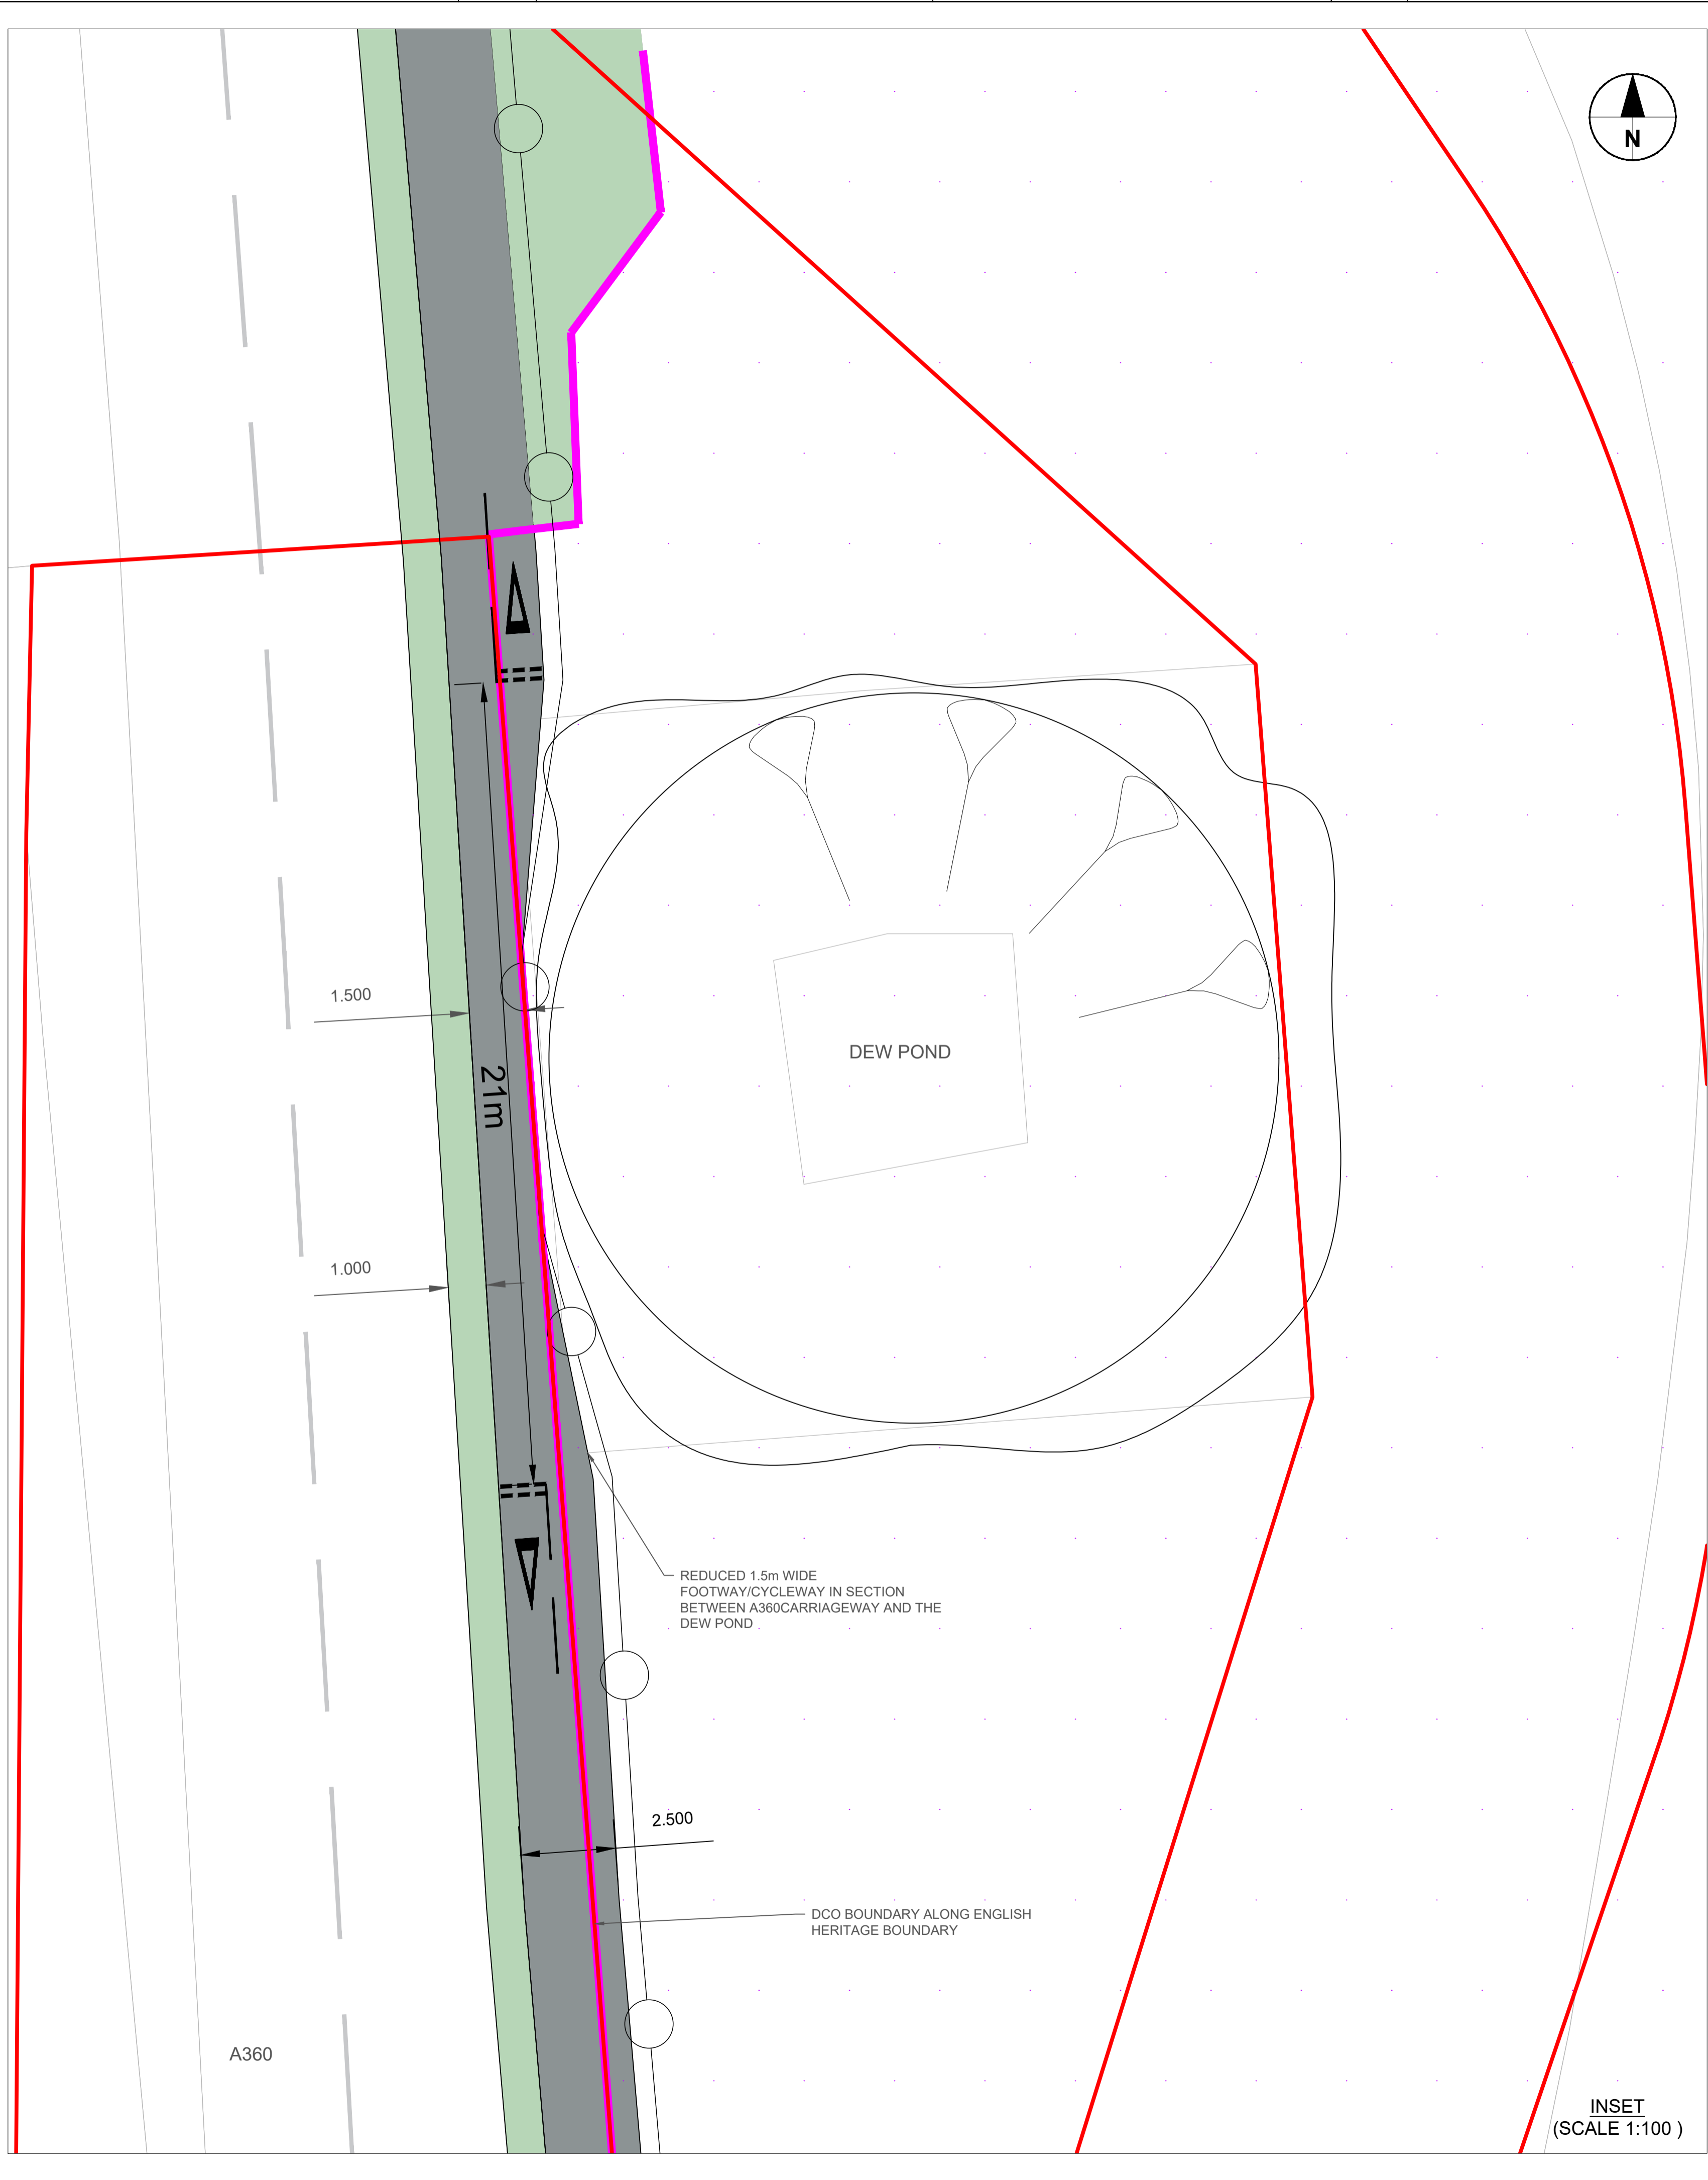 N
1.500
DEW POND
21m
1.000
REDUCED 1.5m WIDE
FOOTWAY/CYCLEWAY IN SECTION
BETWEEN A360CARRIAGEWAY AND THE
DEW POND
2.500
DCO BOUNDARY ALONG ENGLISH
HERITAGE BOUNDARY
A360
INSET
(SCALE 1:100 )